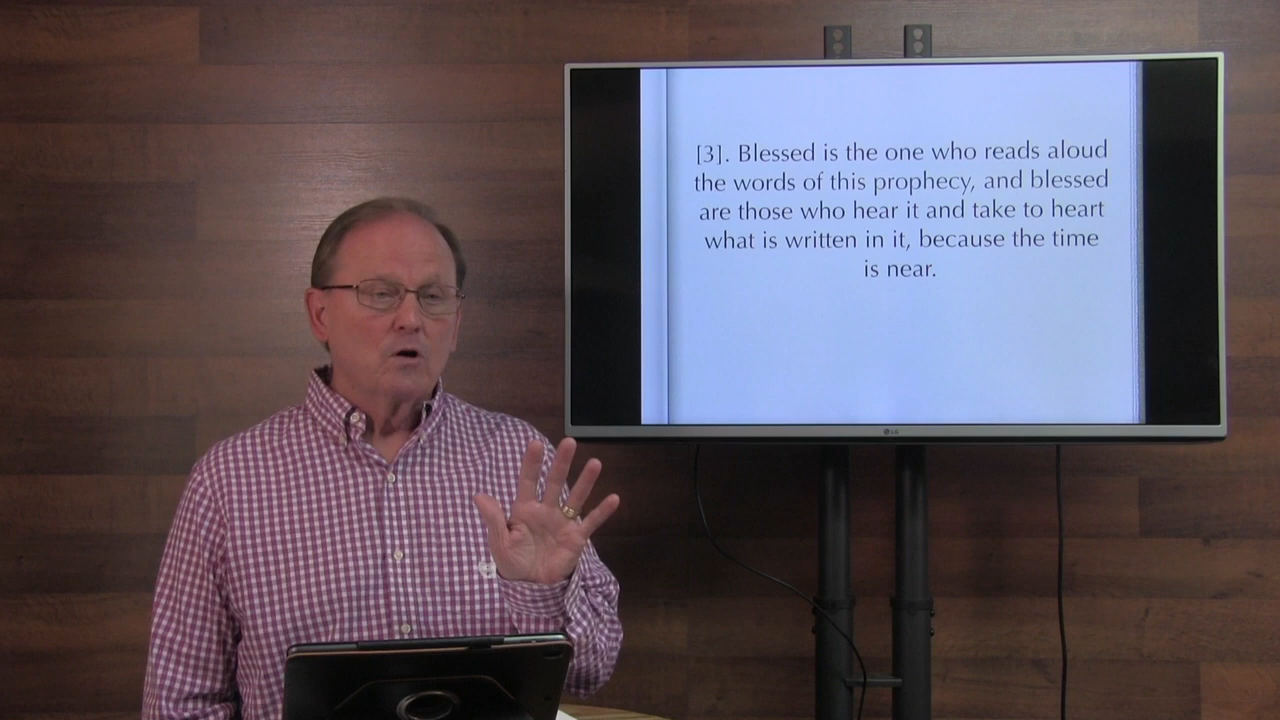 [3]. Blessed is the one who reads aloud
the words of this prophecy, and blessed
are those who hear it and take to heart
what is written in it, because the time
is near.
LG